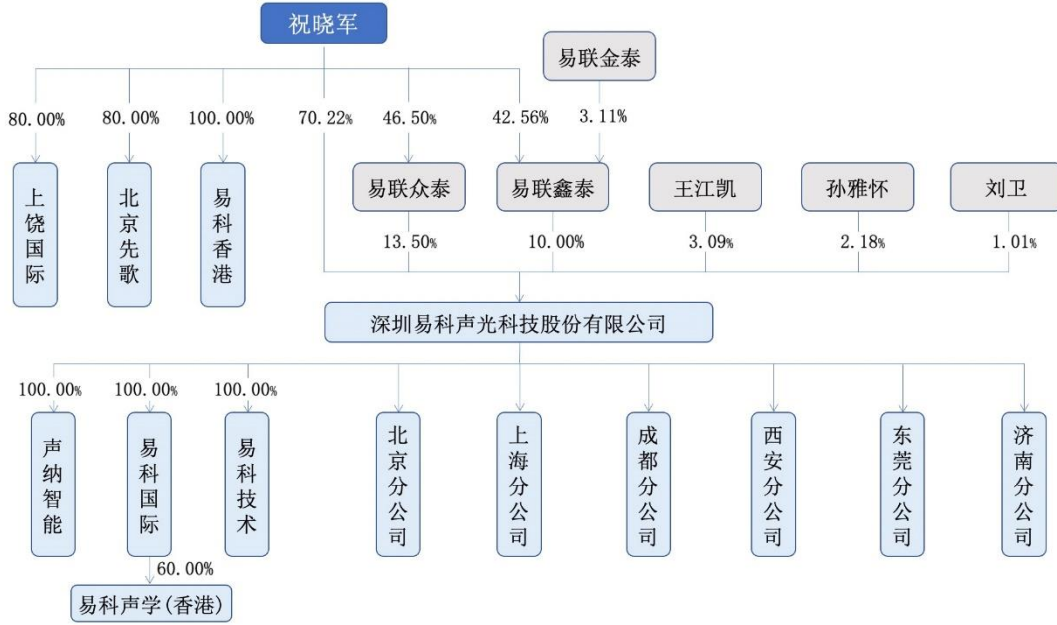 祝晓军
易联金泰
80.00%
80.00%
100.00%
70.22%
46.50%
42.56%
3.11%
上饶国际
北京先歌
易科香港
易联众泰
易联鑫泰
王江凯
孙雅怀
刘卫
13.50%
10.00%
3.09%
2.18%
1.01%
深圳易科声光科技股份有限公司
100.00%
100.00%
100.00%
声纳智能
易科国际
易科技术
北京分公司
上海分公司
成都分公司
西安分公司
东莞分公司
济南分公司
60.00%
易科声学(香港)